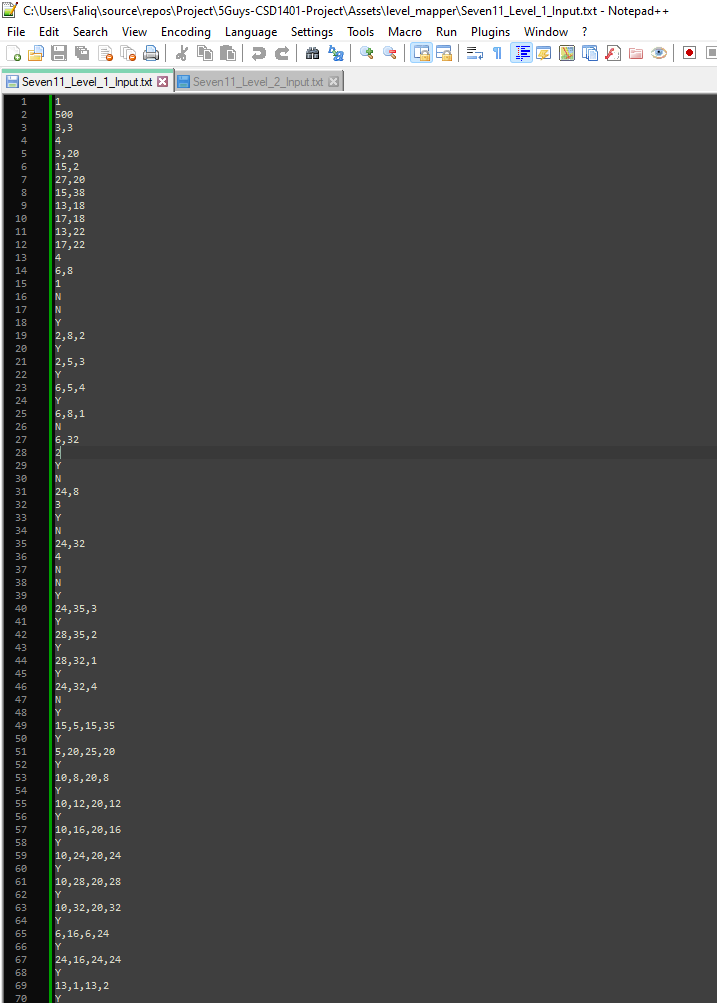 C:\Users\Faliq\source\repos\Project\5Guys-CSD1401-Project\Assets\level_mapper\Seven11_Level_1_Input.txt - Notepad++
File Edit Search View Encoding Language Settings Tools Macro Run Plugins Window ?
Seven11_Level_1_Input.txt Seven11_Level_2_Input.txt
1 1
2 500
3 3,3
4 4
5 3,20
6 15,2
7 27,20
8 15,38
9 13,18
10 17,18
11 13,22
12 17,22
13 4
14 6,8
15 1
16 N
17 N
18 Y
19 2,8,2
20 Y
21 2,5,3
22 Y
23 6,5,4
24 Y
25 6,8,1
26 N
27 6,32
28 2
29 Y
30 N
31 24,8
32 3
33 Y
34 N
35 24,32
36 4
37 N
38 N
39 Y
40 24,35,3
41 Y
42 28,35,2
43 Y
44 28,32,1
45 Y
46 24,32,4
47 N
48 Y
49 15,5,15,35
50 Y
51 5,20,25,20
52 Y
53 10,8,20,8
54 Y
55 10,12,20,12
56 Y
57 10,16,20,16
58 Y
59 10,24,20,24
60 Y
61 10,28,20,28
62 Y
63 10,32,20,32
64 Y
65 6,16,6,24
66 Y
67 24,16,24,24
68 Y
69 13,1,13,2
70 Y